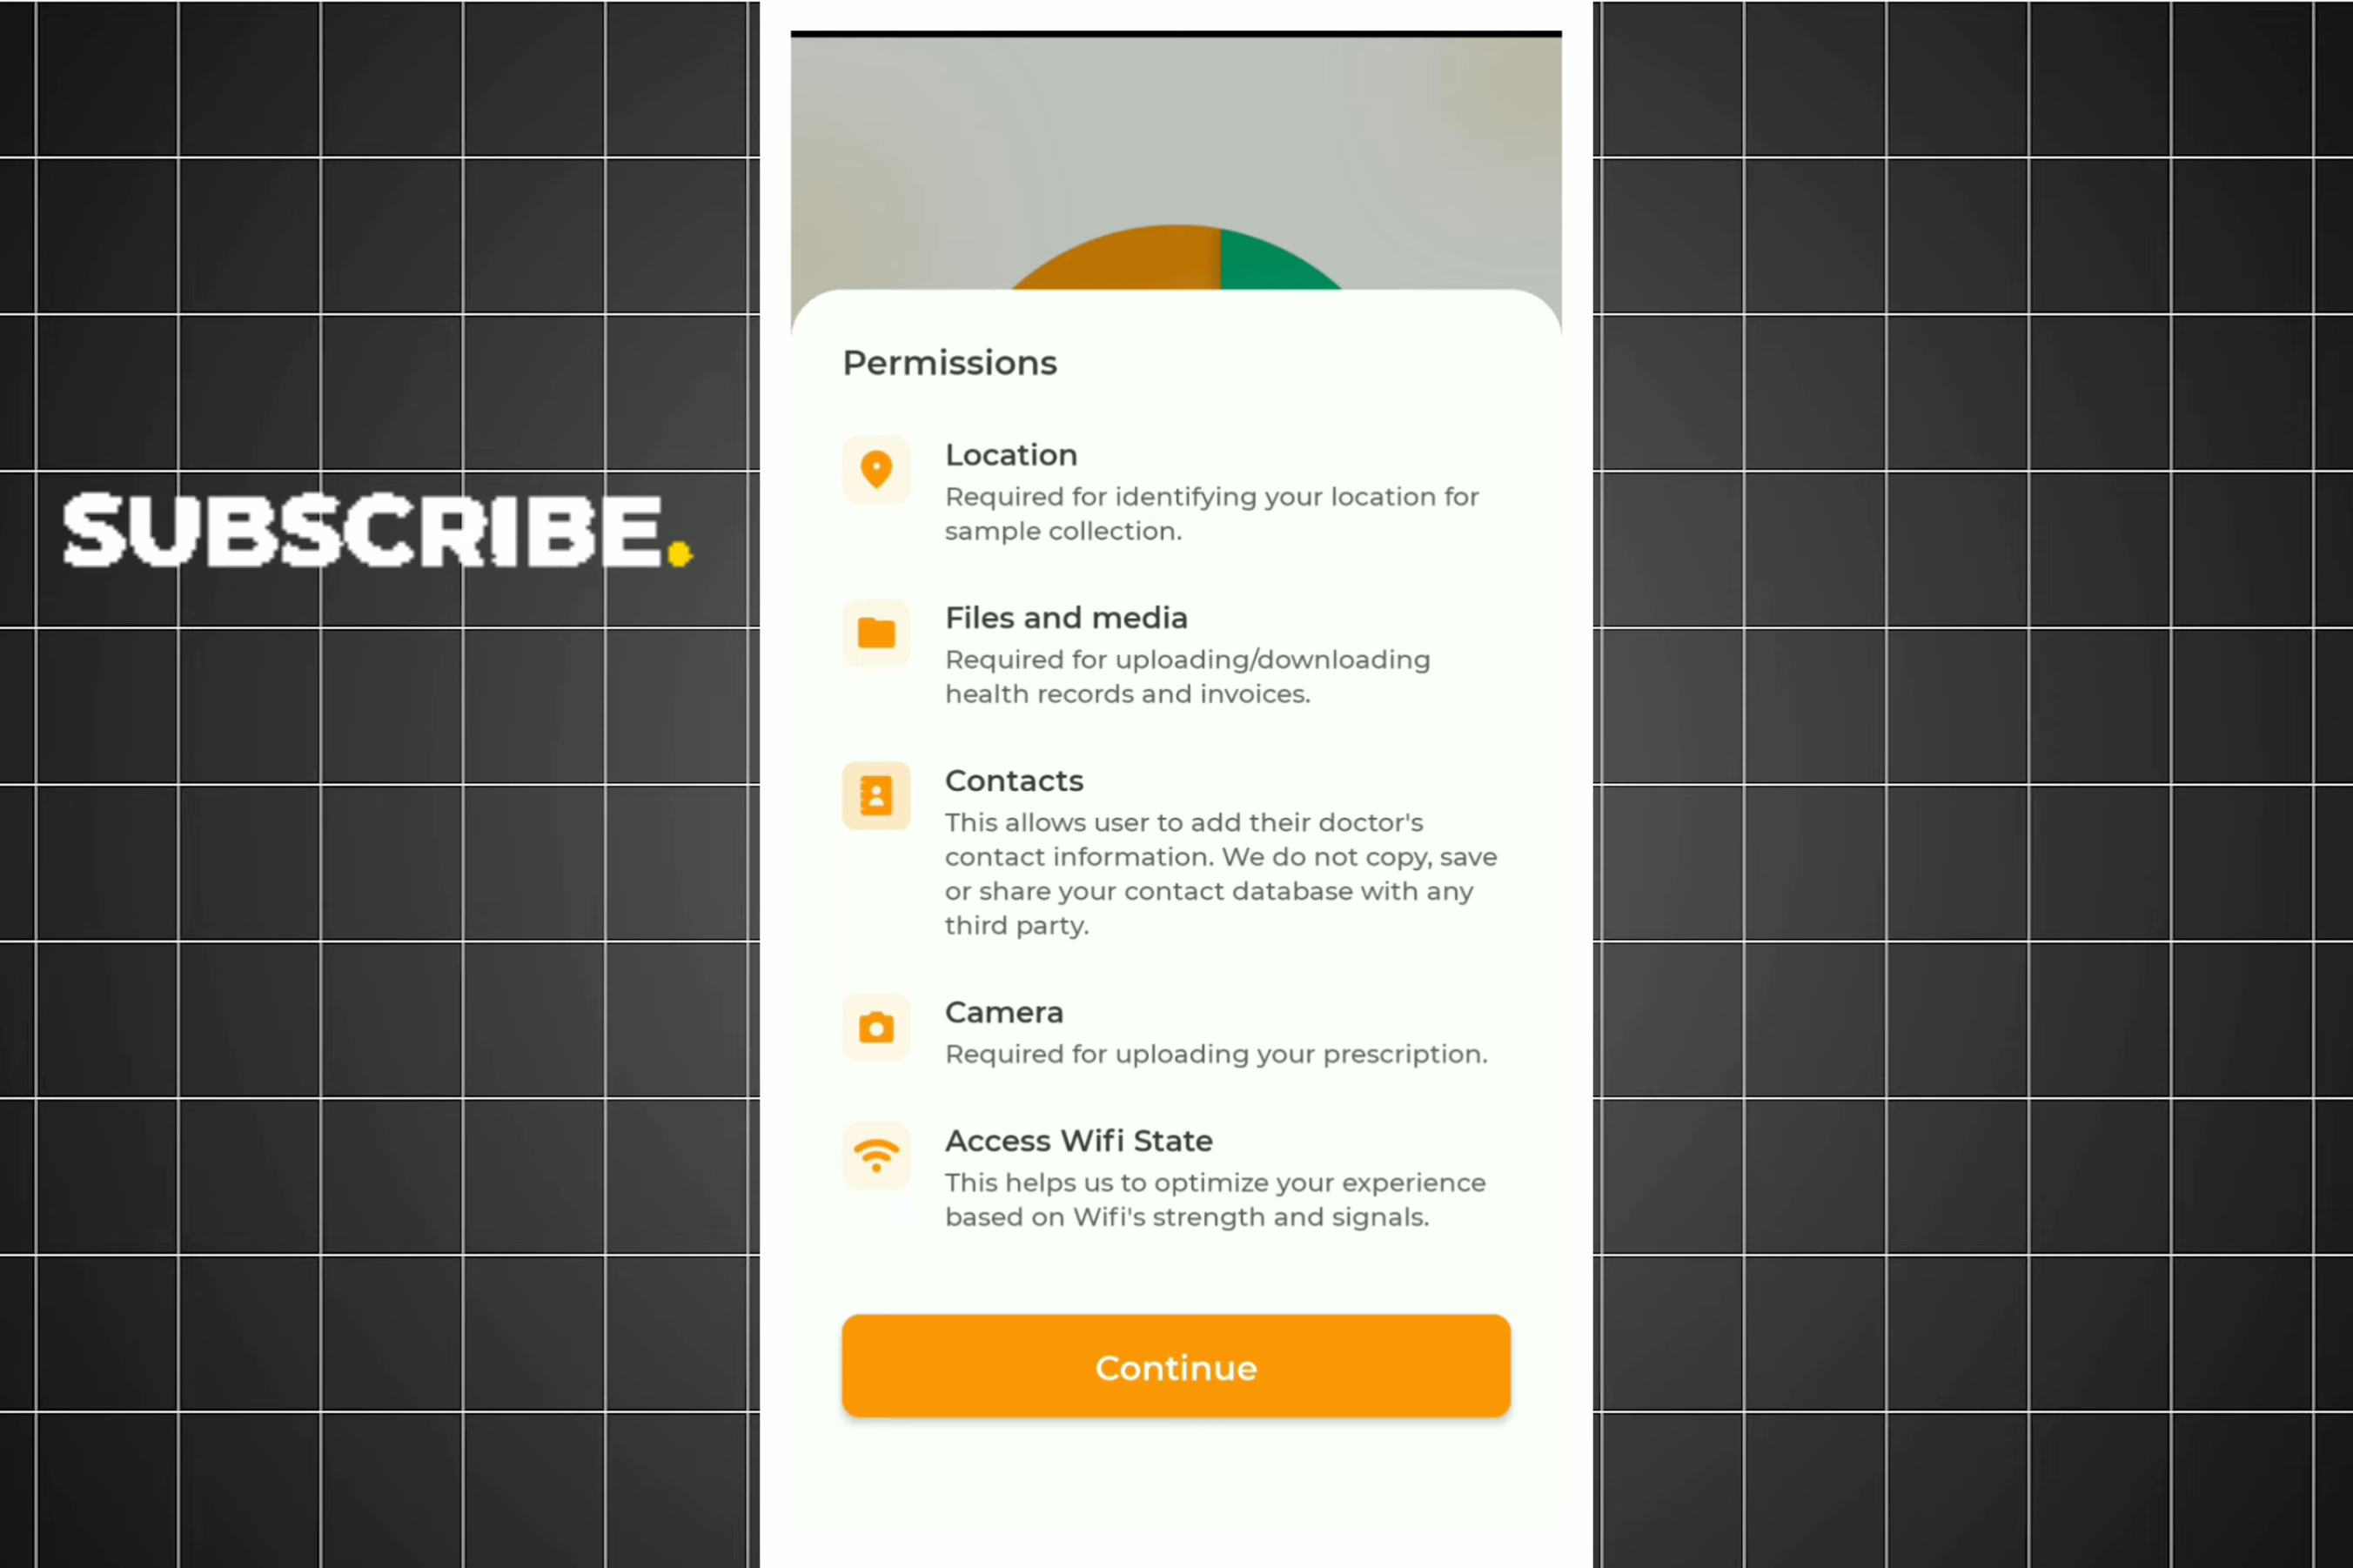 SUBSCRIBE.
Permissions
Location
Required for identifying your location for
sample collection.
Files and media
Required for uploading/downloading
health records and invoices.
Contacts
This allows user to add their doctor's
contact information. We do not copy, save
or share your contact database with any
third party.
Camera
Required for uploading your prescription.
Access Wifi State
This helps us to optimize your experience
based on Wifi's strength and signals.
Continue